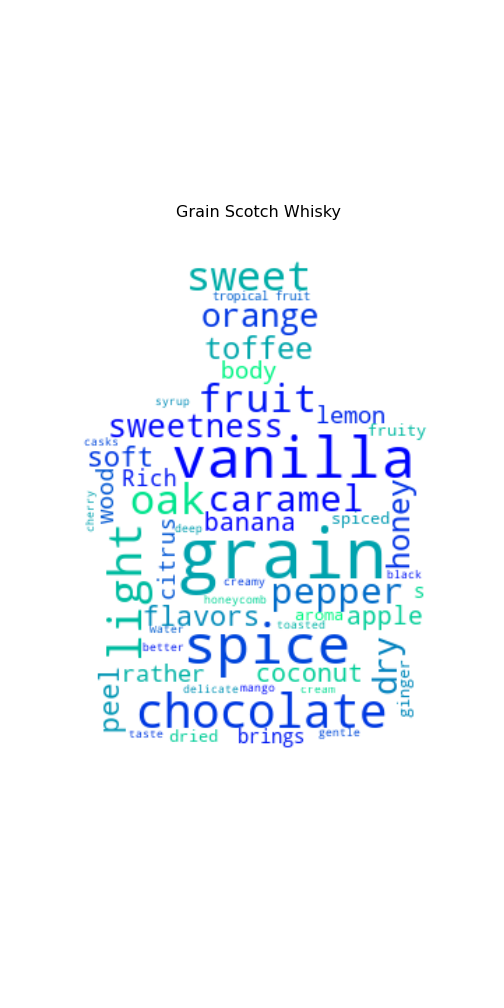 Grain Scotch Whisky
sweet
tropical fruit
orange
toffee
body
fruit
syrup
lemon
sweetness
fruity
casks
soft
vanilla
Rich
wood
oak
caramel
honey
cherry
banana
spiced
deep
citrus
grain
light
creamy
black
pepper
s
honeycomb
flavors
aroma
apple
toasted
water
better
spice
dry
rather
coconut
peel
ginger
delicate
mango
cream
chocolate
taste
dried
brings
gentle